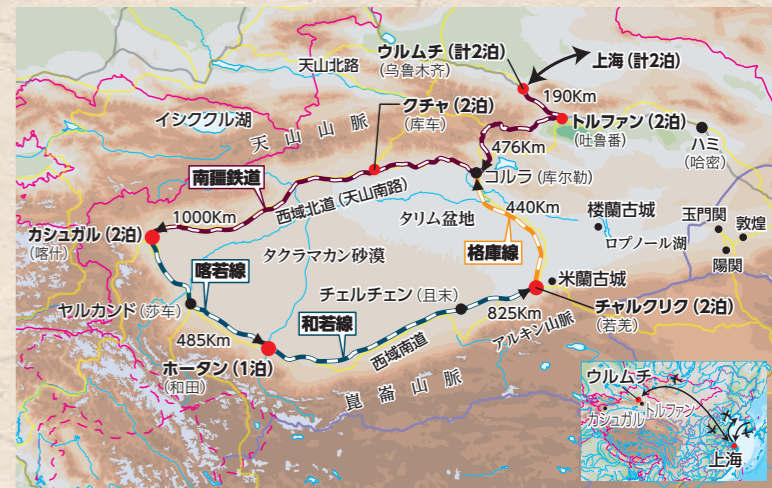 ウルムチ（計2泊）
(乌鲁木齐)
上海（計2泊）
天山北路
190Km
クチャ（2泊）
(库车)
トルファン（2泊）
(吐鲁番)
イシククル湖
天山山脈
476Km
ハミ
(哈密)
コルラ（库尔勒）
南疆鉄道
西域北道（天山南路）
1000Km
タリム盆地
440Km
楼蘭古城
玉門関
敦煌
カシュガル（2泊）
(喀什)
ロプノール湖
タクラマカン砂漠
格庫線
陽関
喀若線
米蘭古城
チェルチェン（且末）
ヤルカンド（莎车）
チャルクリク（2泊）
(若羌)
825Km
和若線
アルキン山脈
485Km
西域南道
ホータン（1泊）
(和田)
崑崙山脈
ウルムチ
トルファン
カシュガル
上海